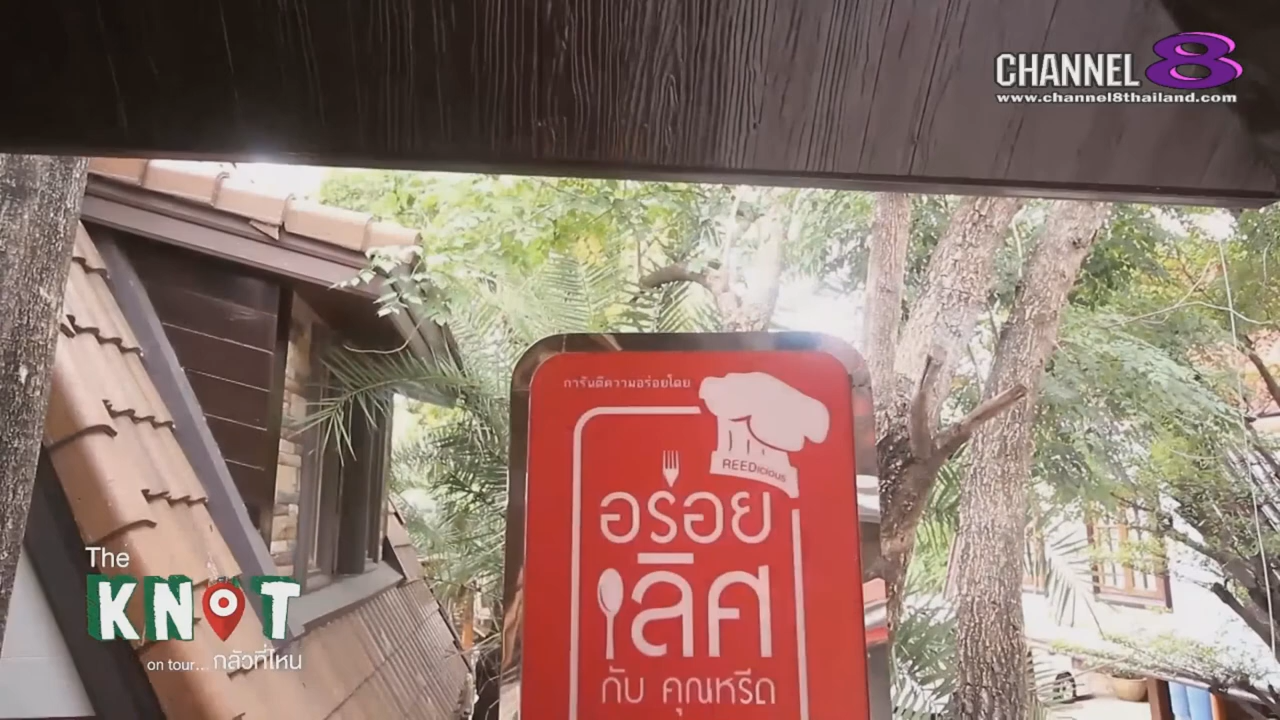 CHANNEL 8
www.channel8thailand.com
การันตีความอร่อยโดย
REEDicious
อร่อย
เลิศ
กับ คุณหรีด
The
KNOT
on tour... กลัวที่ไหน